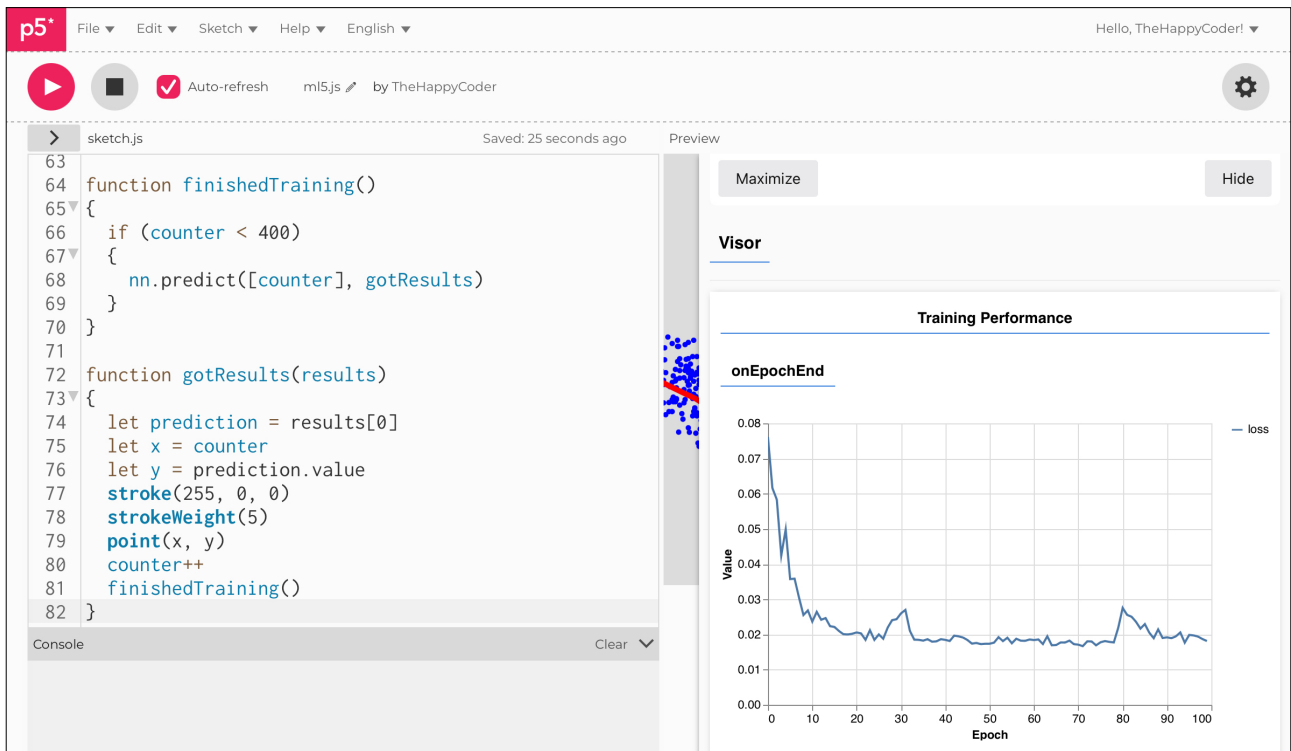 p5* File Edit Sketch Help English Hello, TheHappyCoder!
Auto-refresh ml5.js by TheHappyCoder
sketch.js Saved: 25 seconds ago Preview
63
64 function finishedTraining()
65 {
66 if (counter < 400)
67 {
68 nn.predict([counter], gotResults)
69 }
70 }
71
72 function gotResults(results)
73 {
74 let prediction = results[0]
75 let x = counter
76 let y = prediction.value
77 stroke(255, 0, 0)
78 strokeWeight(5)
79 point(x, y)
80 counter++
81 finishedTraining()
82 }
Console Clear
Maximize Hide
Visor
Training Performance
onEpochEnd
0.08
0.07
0.06
0.05
0.04
0.03
0.02
0.01
0.00
Value
0 10 20 30 40 50 60 70 80 90 100
Epoch
loss